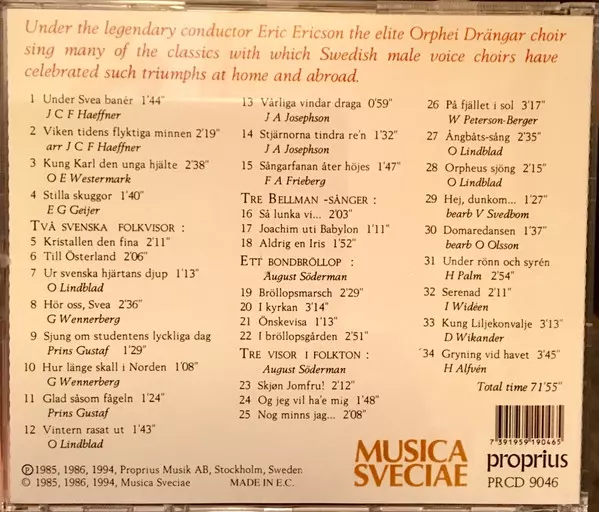 Under the legendary conductor Eric Ericson the elite Orphei Drängar choir
sing many of the classics with which Swedish male voice choirs have
celebrated such triumphs at home and abroad.
1 Under Svea banér 1'44"
J C F Haeffner
2 Viken tidens flyktiga minnen 2'19"
arr J C F Haeffner
3 Kung Karl den unga hjälte 2'38"
O E Westermark
4 Stilla skuggor 1'40"
E G Geijer
TVÅ SVENSKA FOLKVISOR :
5 Kristallen den fina 2'11"
6 Till Österland 2'06"
7 Ur svenska hjärtans djup 1'13"
O Lindblad
8 Hör oss, Svea 2'36"
G Wennerberg
9 Sjung om studentens lyckliga dag
Prins Gustaf 1'29"
10 Hur länge skall i Norden 1'08"
G Wennerberg
11 Glad såsom fågeln 1'24"
Prins Gustaf
12 Vintern rasat ut 1'43"
O Lindblad
13 Vårliga vindar draga 0'59"
J A Josephson
14 Stjärnorna tindra re'n 1'32"
J A Josephson
15 Sångarfanan åter höjes 1'47"
F A Frieberg
TRE BELLMAN -SÅNGER :
16 Så lunka vi... 2'03"
17 Joachim uti Babylon 1'11"
18 Aldrig en Iris 1'52"
ETT BONDBRÖLLOP :
August Söderman
19 Bröllopsmarsch 2'29"
20 I kyrkan 3'14"
21 Önskevisa 1'13"
22 I bröllopsgården 2'51"
TRE VISOR I FOLKTON :
August Söderman
23 Skjøn Jomfru! 2'12"
24 Og jeg vil ha'e mig 1'48"
25 Nog minns jag... 2'08"
26 På fjället i sol 3'17"
W Peterson-Berger
27 Ångbåts-sång 2'35"
O Lindblad
28 Orpheus sjöng 2'15"
O Lindblad
29 Hej, dunkom... 1'27"
bearb V Svedbom
30 Domaredansen 1'37"
bearb O Olsson
31 Under rönn och syrén
H Palm 2'54"
32 Serenad 2'11"
I Widéen
33 Kung Liljekonvalje 3'13"
D Wikander
34 Gryning vid havet 3'45"
H Alfvén
Total time 71'55"
7 391959 190465
MUSICA
SVECIAE
proprius
PRCD 9046
℗ 1985, 1986, 1994, Proprius Musik AB, Stockholm, Sweden
© 1985, 1986, 1994, Musica Sveciae MADE IN E.C.